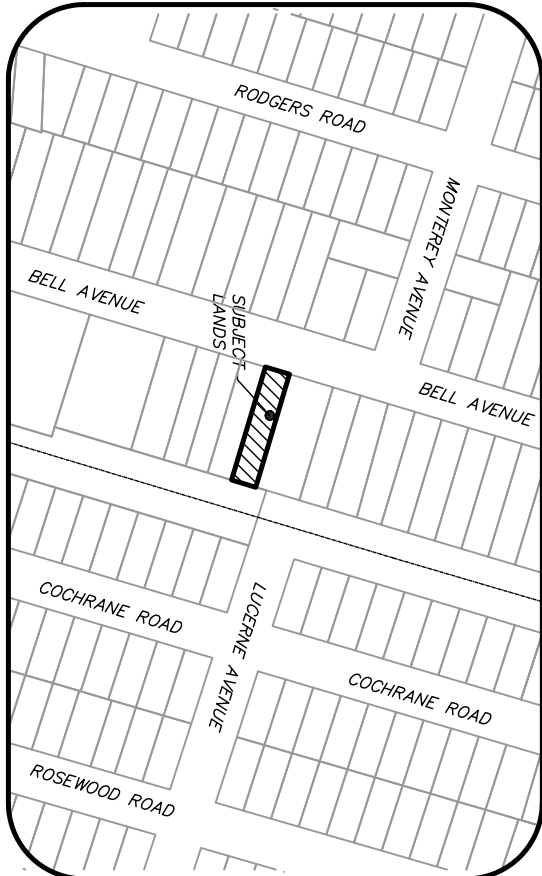 RODGERS ROAD
MONTEREY AVENUE
BELL AVENUE
SUBJECT
LANDS
BELL AVENUE
LUCERNE AVENUE
COCHRANE ROAD
COCHRANE ROAD
ROSEWOOD ROAD